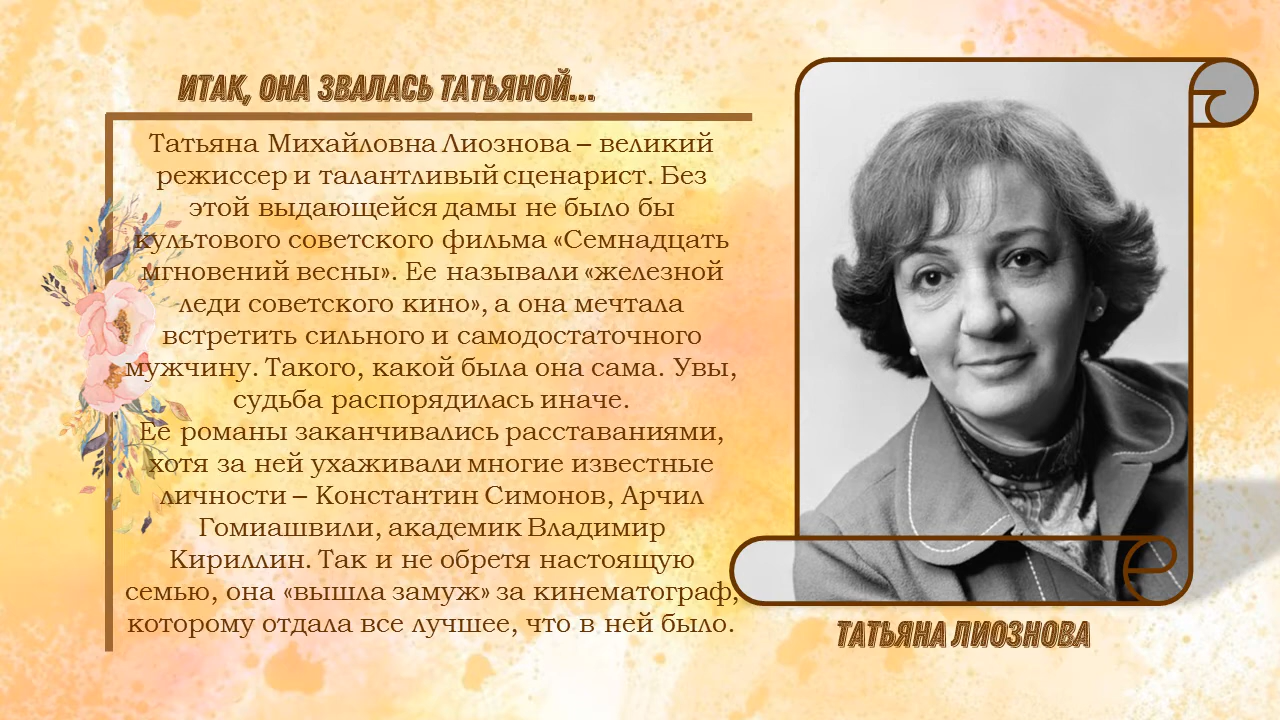 ИТАК, ОНА ЗВАЛАСЬ ТАТЬЯНОЙ...
Татьяна Михайловна Лиознова – великий
режиссер и талантливый сценарист. Без
этой выдающейся дамы не было бы
культового советского фильма «Семнадцать
мгновений весны». Ее называли «железной
леди советского кино», а она мечтала
встретить сильного и самодостаточного
мужчину. Такого, какой была она сама. Увы,
судьба распорядилась иначе.
Ее романы заканчивались расставаниями,
хотя за ней ухаживали многие известные
личности – Константин Симонов, Арчил
Гомиашвили, академик Владимир
Кириллин. Так и не обретя настоящую
семью, она «вышла замуж» за кинематограф,
которому отдала все лучшее, что в ней было.
ТАТЬЯНА ЛИОЗНОВА